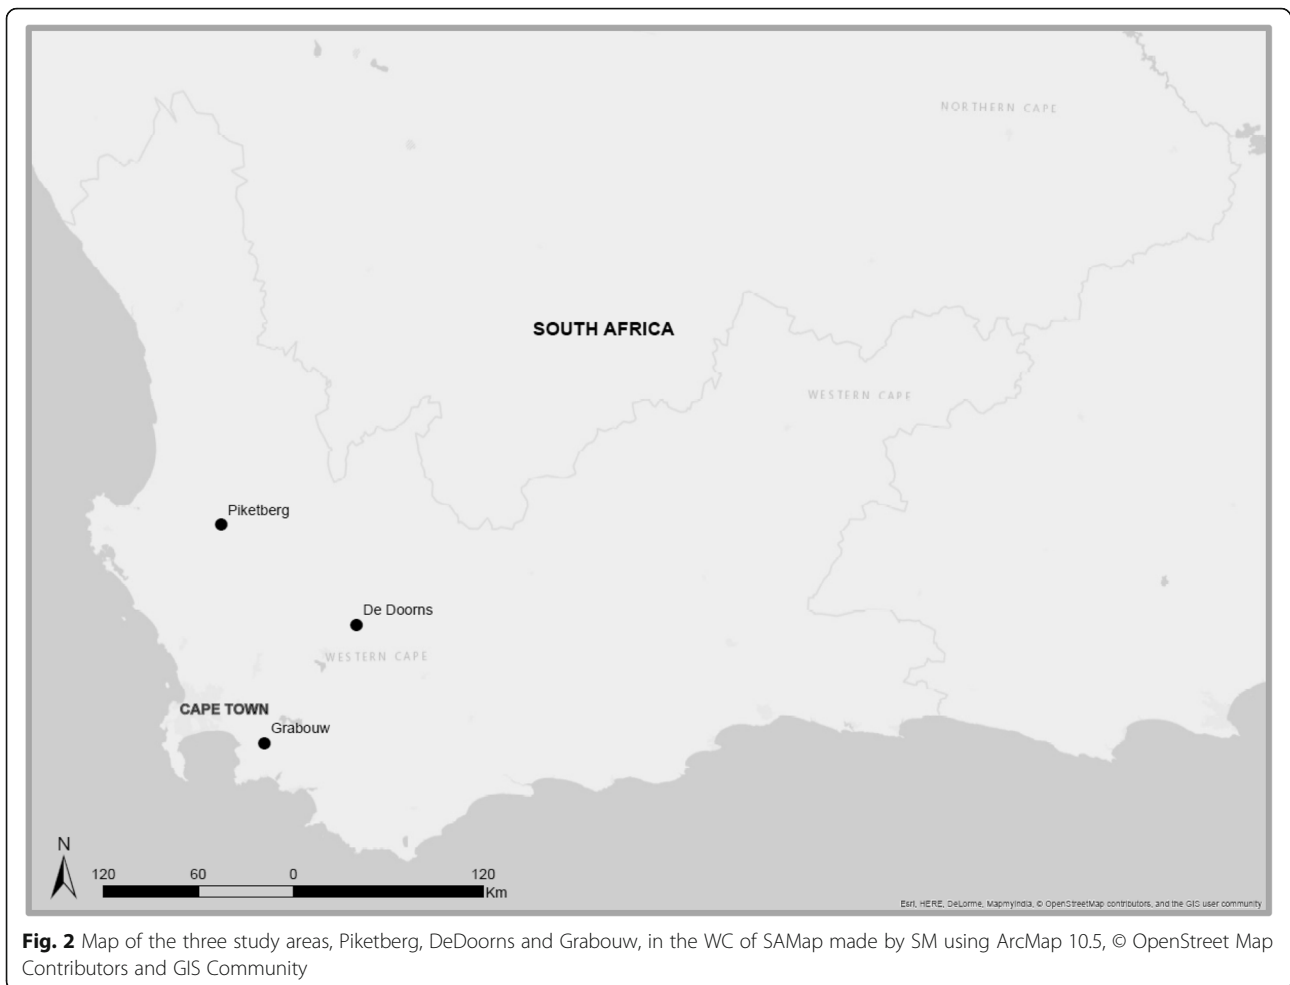 NORTHERN CAPE
SOUTH AFRICA
WESTERN CAPE
Piketberg
De Doorns
WESTERN CAPE
CAPE TOWN
Grabouw
N
120 60 0 120
Km
Esri, HERE, DeLorme, MapmyIndia, © OpenStreetMap contributors, and the GIS user community
Fig. 2 Map of the three study areas, Piketberg, DeDoorns and Grabouw, in the WC of SAMap made by SM using ArcMap 10.5, © OpenStreet Map
Contributors and GIS Community